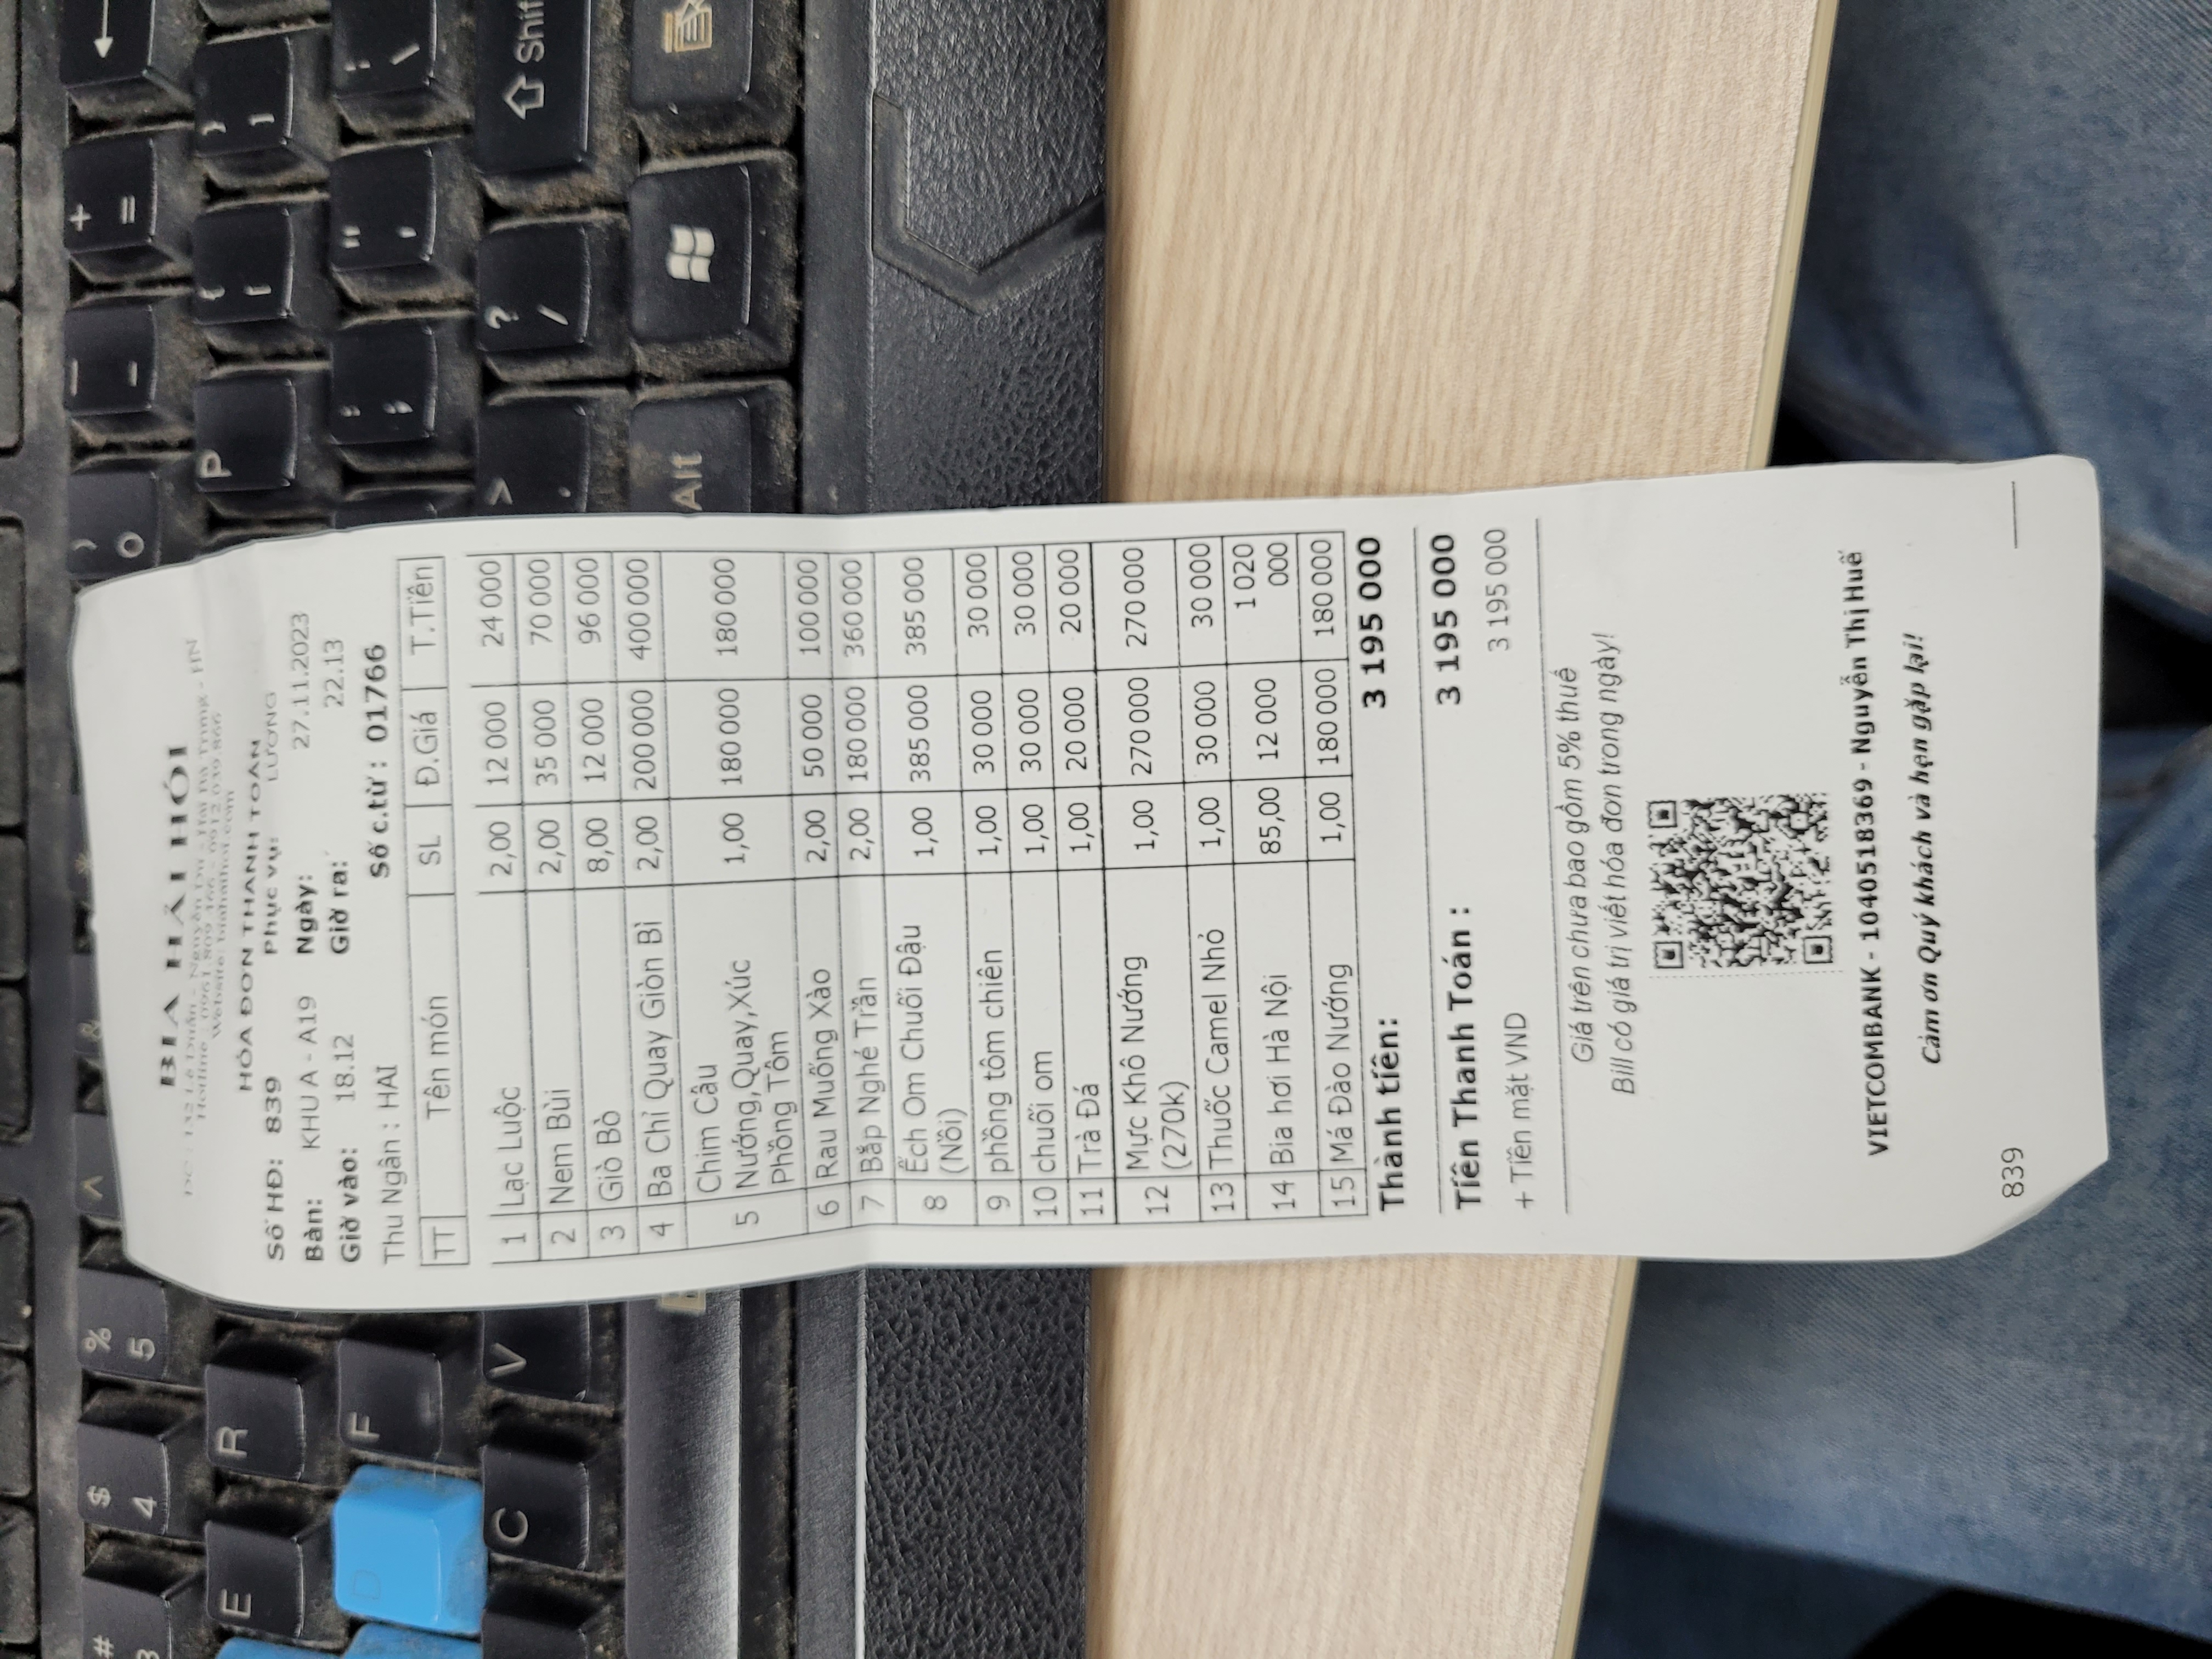 BIA HẢI HÓI
ĐC : 132 Lê Duẩn - Nguyễn Du - Hai Bà Trưng - HN
Hotline : 0961.809.166 - 0912.039.866
Website: biahaihoi.com
HÓA ĐƠN THANH TOÁN
Số HĐ: 839 Phục vụ: LƯƠNG
Bàn: KHU A - A19 Ngày: 27.11.2023
Giờ vào: 18.12 Giờ ra: 22.13
Thu Ngân : HAI Số c.từ : 01766
TT Tên món SL Đ.Giá T.Tiền
1 Lạc Luộc 2,00 12 000 24 000
2 Nem Bùi 2,00 35 000 70 000
3 Giò Bò 8,00 12 000 96 000
4 Ba Chỉ Quay Giòn Bì 2,00 200 000 400 000
Chim Câu
5 Nướng,Quay,Xúc 1,00 180 000 180 000
Phồng Tôm
6 Rau Muống Xào 2,00 50 000 100 000
7 Bắp Nghé Trần 2,00 180 000 360 000
8 Ếch Om Chuối Đậu 1,00 385 000 385 000
(Nồi)
9 phồng tôm chiên 1,00 30 000 30 000
10 chuối om 1,00 30 000 30 000
11 Trà Đá 1,00 20 000 20 000
12 Mực Khô Nướng 1,00 270 000 270 000
(270k)
13 Thuốc Camel Nhỏ 1,00 30 000 30 000
14 Bia hơi Hà Nội 85,00 12 000 1 020
000
15 Má Đào Nướng 1,00 180 000 180 000
Thành tiền: 3 195 000
Tiền Thanh Toán : 3 195 000
+ Tiền mặt VND 3 195 000
Giá trên chưa bao gồm 5% thuế
Bill có giá trị viết hóa đơn trong ngày!
VIETCOMBANK - 1040518369 - Nguyễn Thị Huế
Cảm ơn Quý khách và hẹn gặp lại!
839
# 3
$ 4
% 5
^
&
*
) 0
_ -
+ =
E
R
P
{ [
} ]
D
F
: ;
" '
| \
C
V
> .
? /
Shif
Alt